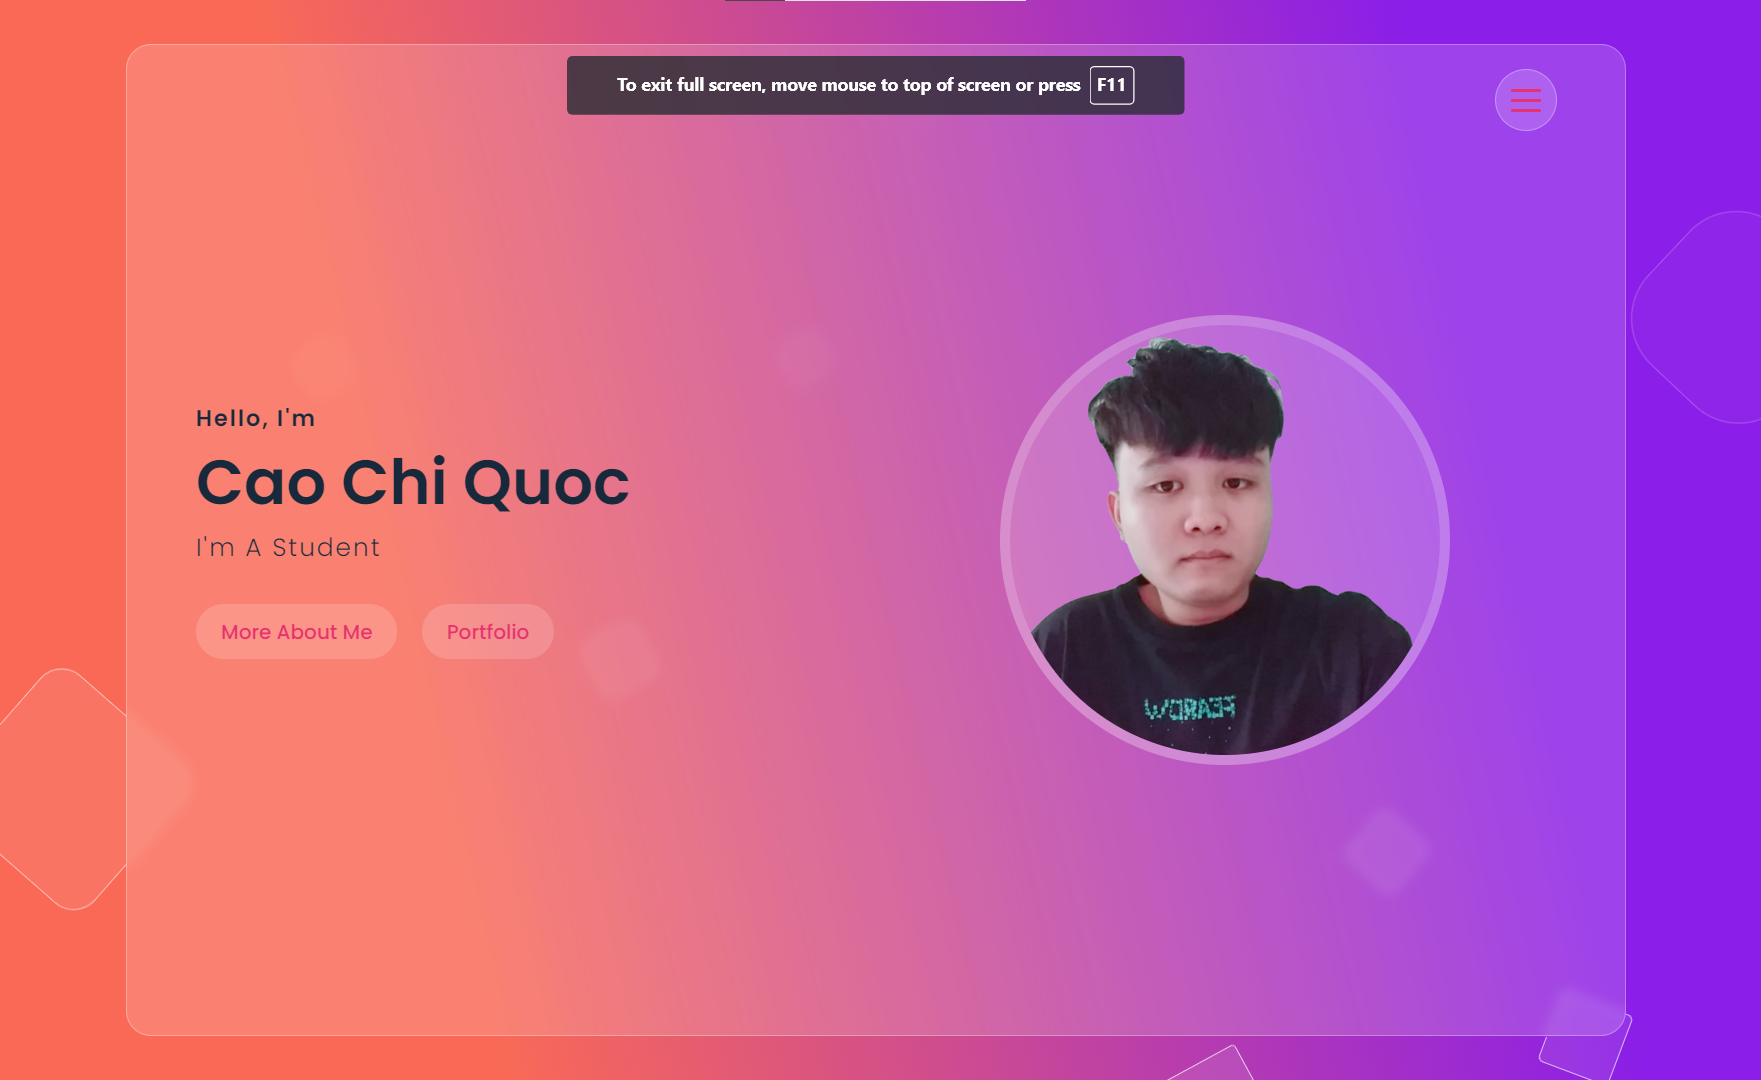 To exit full screen, move mouse to top of screen or press F11
Hello, I'm
Cao Chi Quoc
I'm A Student
More About Me
Portfolio